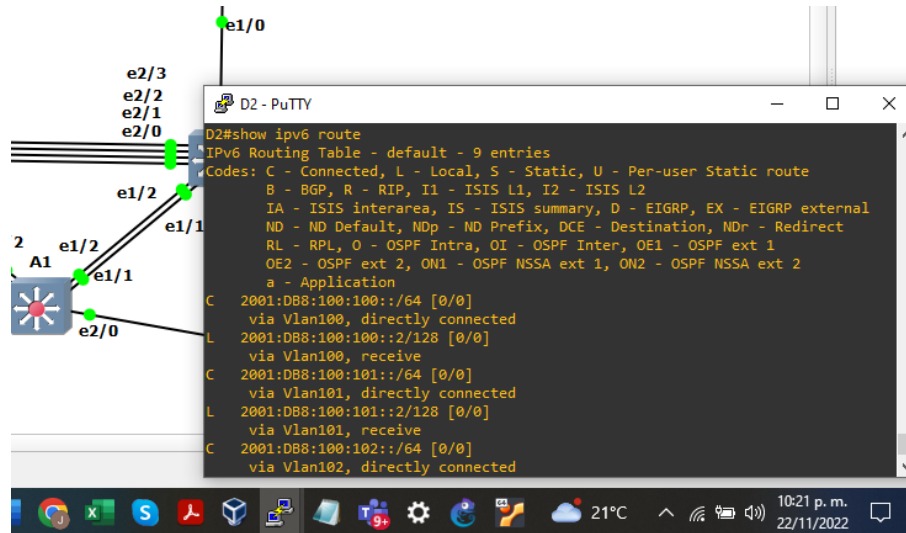 e1/0
e2/3
e2/2
e2/1
e2/0
e1/2
e1/1
2
e1/2
A1
e1/1
e2/0
D2 - PuTTY
D2#show ipv6 route
IPv6 Routing Table - default - 9 entries
Codes: C - Connected, L - Local, S - Static, U - Per-user Static route
B - BGP, R - RIP, I1 - ISIS L1, I2 - ISIS L2
IA - ISIS interarea, IS - ISIS summary, D - EIGRP, EX - EIGRP external
ND - ND Default, NDp - ND Prefix, DCE - Destination, NDr - Redirect
RL - RPL, O - OSPF Intra, OI - OSPF Inter, OE1 - OSPF ext 1
OE2 - OSPF ext 2, ON1 - OSPF NSSA ext 1, ON2 - OSPF NSSA ext 2
a - Application
C 2001:DB8:100:100::/64 [0/0]
via Vlan100, directly connected
L 2001:DB8:100:100::2/128 [0/0]
via Vlan100, receive
C 2001:DB8:100:101::/64 [0/0]
via Vlan101, directly connected
L 2001:DB8:100:101::2/128 [0/0]
via Vlan101, receive
C 2001:DB8:100:102::/64 [0/0]
via Vlan102, directly connected
9+
64
21°C
10:21 p. m.
22/11/2022